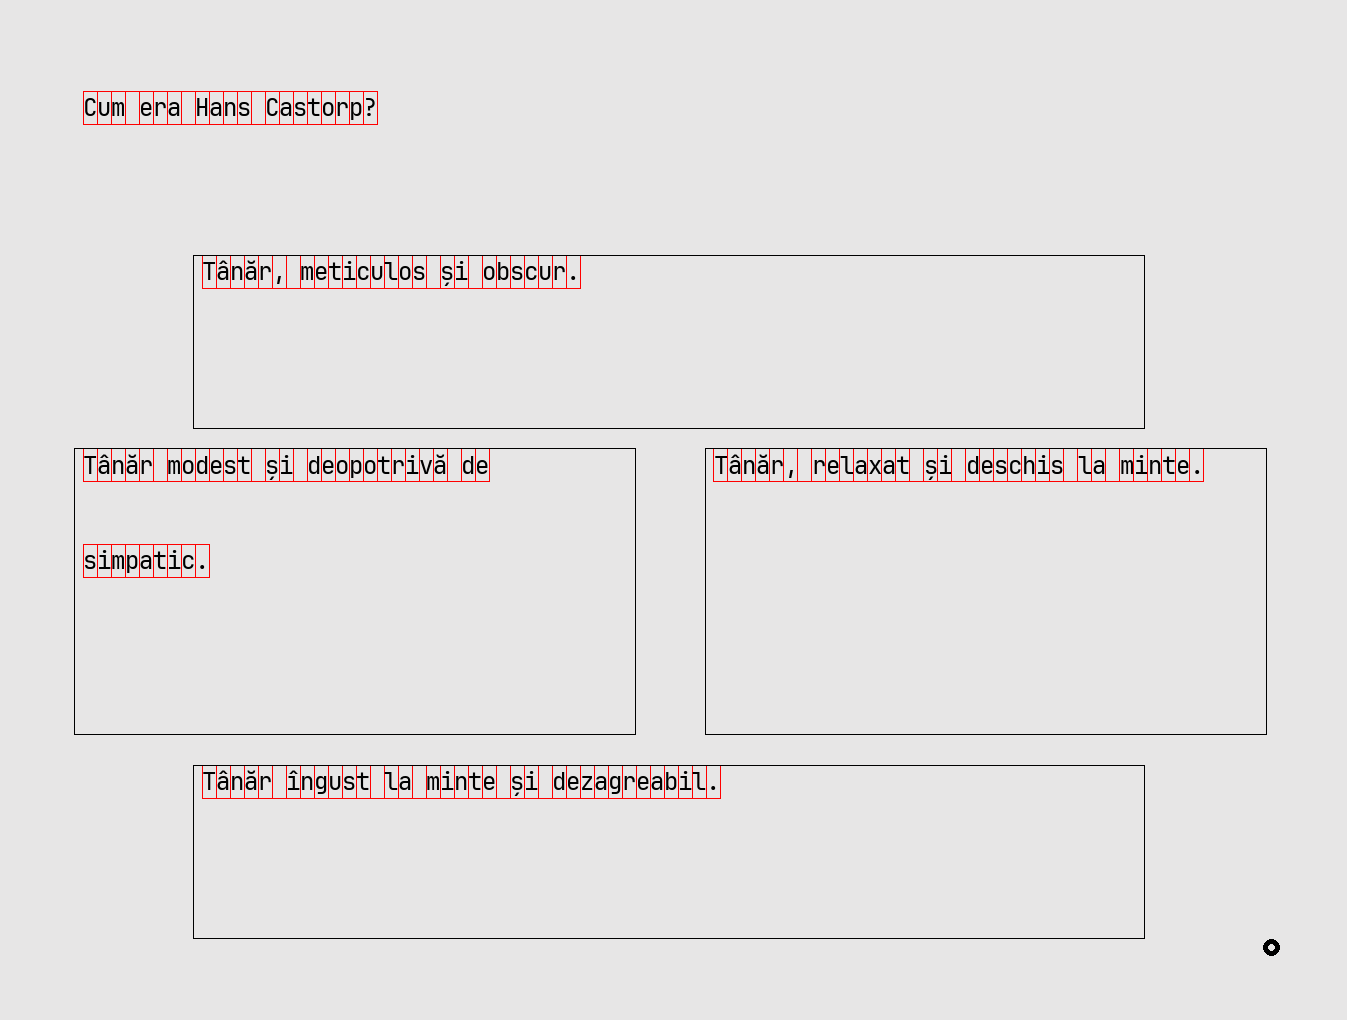 Cum era Hans Castorp?
Tânăr, meticulos și obscur.
Tânăr modest și deopotrivă de
simpatic.
Tânăr, relaxat și deschis la minte.
Tânăr îngust la minte și dezagreabil.